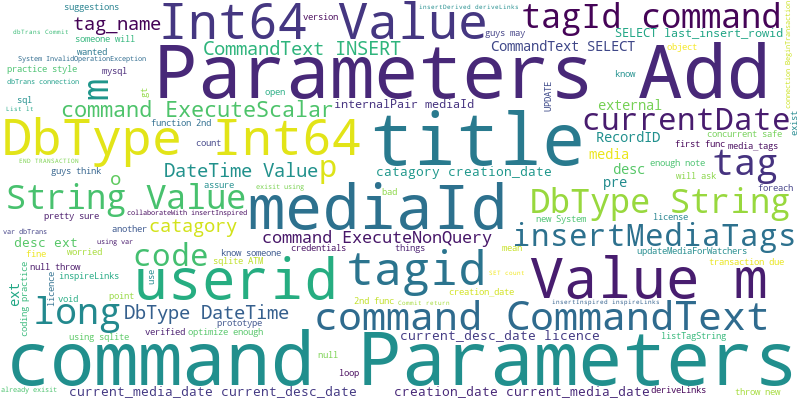 suggestions
tag_name
dbTrans Commit
someone will
wanted
System InvalidOperationException
practice style
mysql
gt
sql
List lt
m
version
Int64 Value
insertDerived deriveLinks
guys may
tagId command
SELECT last_insert_rowid
CommandText INSERT
CommandText SELECT
object
know
open
Parameters Add
connection BeginTransaction
dbTrans connection
command ExecuteScalar
internalPair mediaId
UPDATE
external
currentDate
exist
function 2nd
count
END TRANSACTION
DbType Int64
title
RecordID
concurrent safe
first func
media_tags
media
enough note
guys think
o
DateTime Value
p
catagory creation_date
desc
pre
will ask
tag
foreach
assure
exisit using
bad
String Value
mediaId
DbType String
pretty sure
collaborateWith insertInspired
new System
license
var dbTrans
another
catagory
insertMediaTags
desc ext
using var
know someone
command ExecuteNonQuery
credentials
things
mean
updateMediaForWatchers
fine
worried
code
sqlite ATM
SET count
transaction due
null throw
inspireLinks
use
userid
tagid
Value m
ext
coding practice
licence
void
point
2nd func
creation_date
Commit return
insertInspired inspireLinks
long
DbType DateTime
prototype
command CommandText
verified
optimize enough
using sqlite
null
current_desc_date licence
listTagString
command Parameters
loop
already exisit
current_media_date current_desc_date
creation_date current_media_date
deriveLinks
throw new